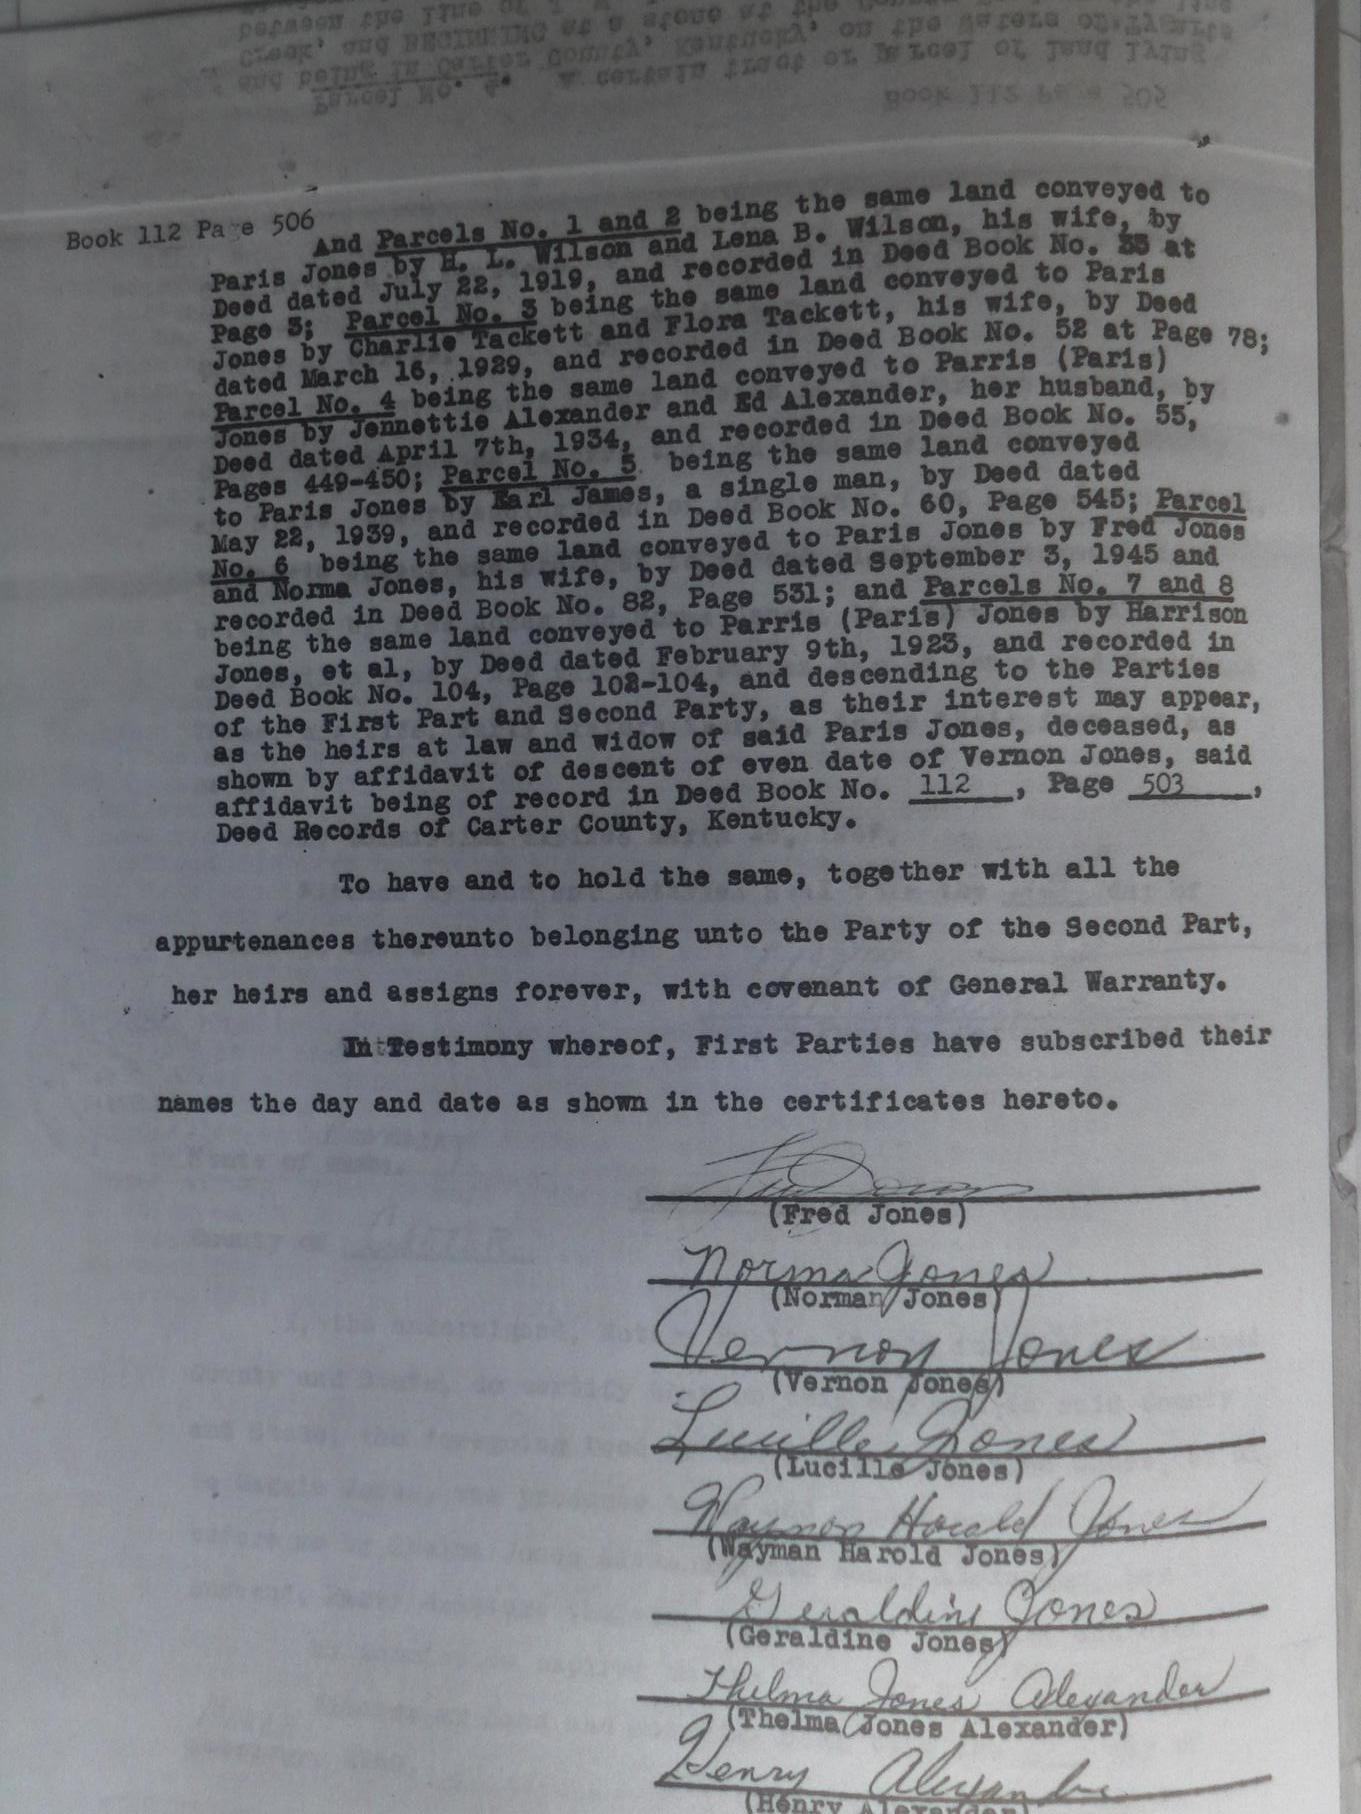 Book 112 Page 506
And Parcels No. 1 and 2 being the same land conveyed to
Paris Jones by H. L. Wilson and Lena B. Wilson, his wife, by
Deed dated July 22, 1919, and recorded in Deed Book No. 35 at
Page 3; Parcel No. 3 being the same land conveyed to Paris
Jones by Charlie Tackett and Flora Tackett, his wife, by Deed
dated March 16, 1929, and recorded in Deed Book No. 52 at Page 78;
Parcel No. 4 being the same land conveyed to Parris (Paris)
Jones by Jennettie Alexander and Ed Alexander, her husband, by
Deed dated April 7th, 1934, and recorded in Deed Book No. 55,
Pages 449-450; Parcel No. 5 being the same land conveyed
to Paris Jones by Earl James, a single man, by Deed dated
May 22, 1939, and recorded in Deed Book No. 60, Page 545; Parcel
No. 6 being the same land conveyed to Paris Jones by Fred Jones
and Norma Jones, his wife, by Deed dated September 3, 1945 and
recorded in Deed Book No. 82, Page 531; and Parcels No. 7 and 8
being the same land conveyed to Parris (Paris) Jones by Harrison
Jones, et al, by Deed dated February 9th, 1923, and recorded in
Deed Book No. 104, Page 102-104, and descending to the Parties
of the First Part and Second Party, as their interest may appear,
as the heirs at law and widow of said Paris Jones, deceased, as
shown by affidavit of descent of even date of Vernon Jones, said
affidavit being of record in Deed Book No. 112, Page 503,
Deed Records of Carter County, Kentucky.
To have and to hold the same, together with all the
appurtenances thereunto belonging unto the Party of the Second Part,
her heirs and assigns forever, with covenant of General Warranty.
In Testimony whereof, First Parties have subscribed their
names the day and date as shown in the certificates hereto.
(Fred Jones)
Norma Jones
(Norman Jones)
Vernon Jones
(Vernon Jones)
Lucille Jones
(Lucille Jones)
Waymon Harald Jones
(Wayman Harold Jones)
Geraldine Jones
(Geraldine Jones)
Thelma Jones Alexander
(Thelma Jones Alexander)
Henry Alexander
(Henry Alexander)